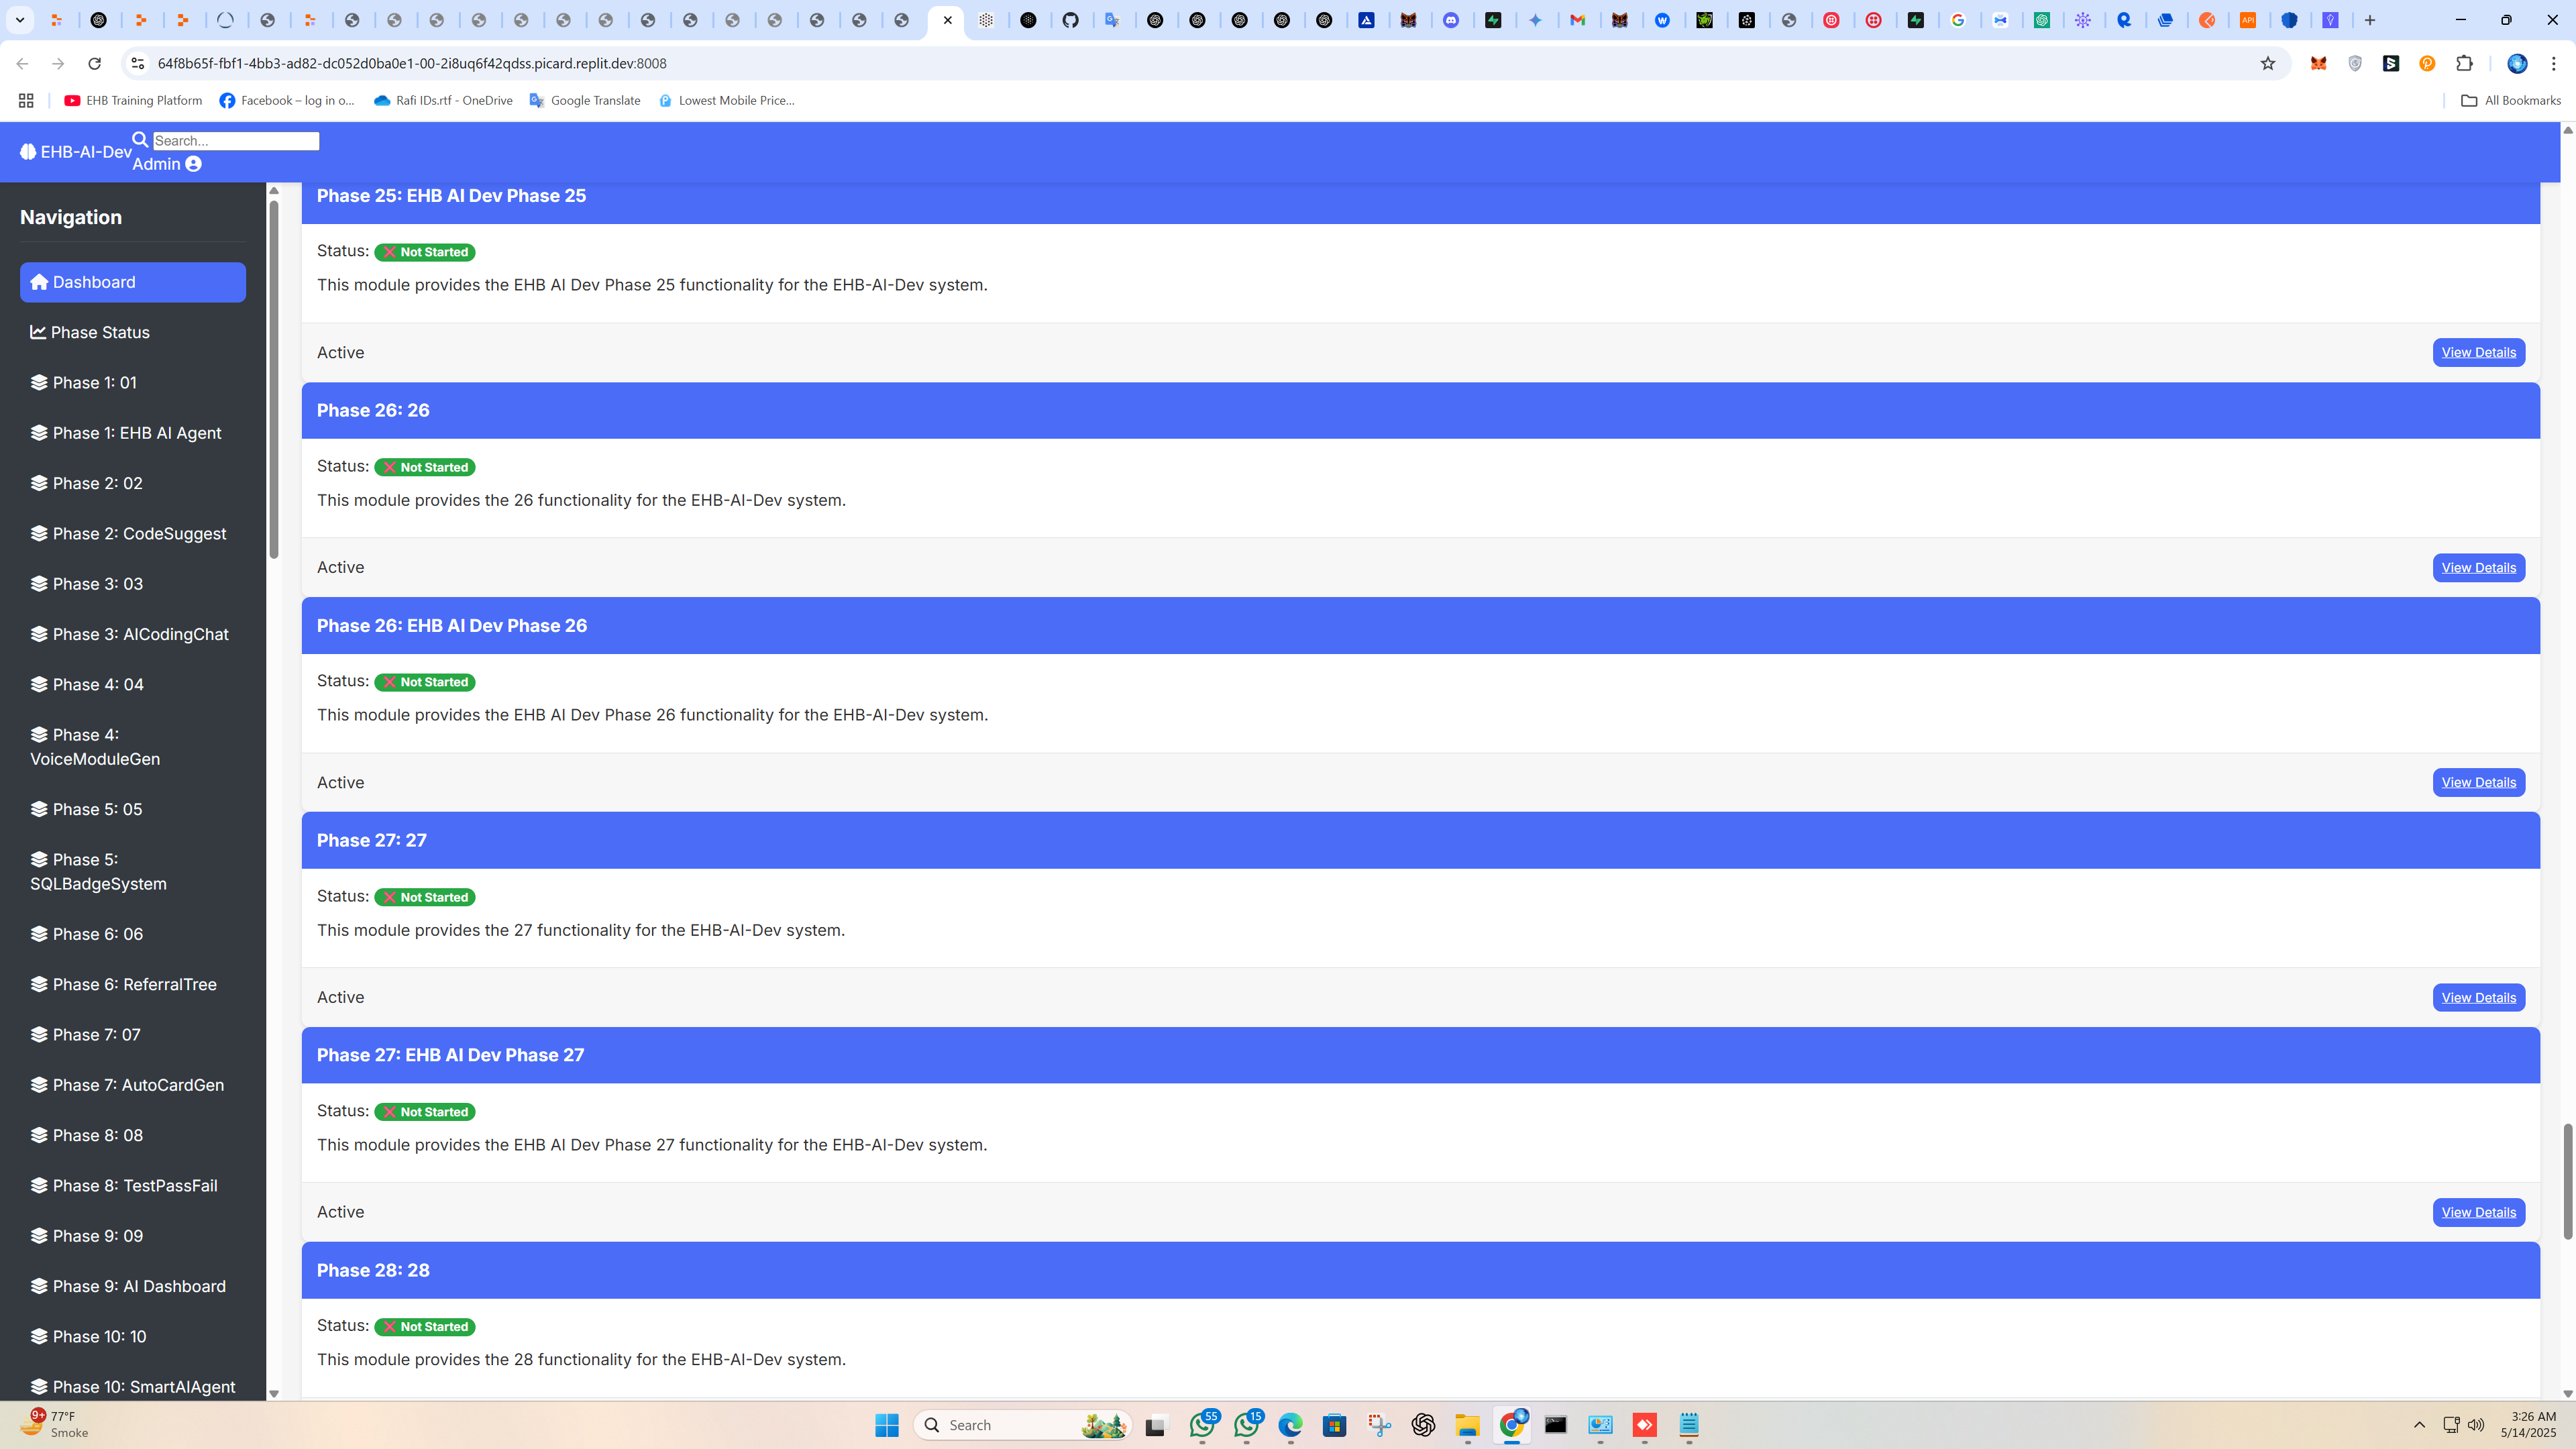 64f8b65f-fbf1-4bb3-ad82-dc052d0ba0e1-00-2i8uq6f42qdss.picard.replit.dev:8008
EHB Training Platform
Facebook – log in o...
Rafi IDs.rtf - OneDrive
Google Translate
Lowest Mobile Price...
All Bookmarks
EHB-AI-Dev
Search...
Admin
Navigation
Dashboard
Phase Status
Phase 1: 01
Phase 1: EHB AI Agent
Phase 2: 02
Phase 2: CodeSuggest
Phase 3: 03
Phase 3: AICodingChat
Phase 4: 04
Phase 4:
VoiceModuleGen
Phase 5: 05
Phase 5:
SQLBadgeSystem
Phase 6: 06
Phase 6: ReferralTree
Phase 7: 07
Phase 7: AutoCardGen
Phase 8: 08
Phase 8: TestPassFail
Phase 9: 09
Phase 9: AI Dashboard
Phase 10: 10
Phase 10: SmartAIAgent
Phase 25: EHB AI Dev Phase 25
Status: ❌ Not Started
This module provides the EHB AI Dev Phase 25 functionality for the EHB-AI-Dev system.
Active
View Details
Phase 26: 26
Status: ❌ Not Started
This module provides the 26 functionality for the EHB-AI-Dev system.
Active
View Details
Phase 26: EHB AI Dev Phase 26
Status: ❌ Not Started
This module provides the EHB AI Dev Phase 26 functionality for the EHB-AI-Dev system.
Active
View Details
Phase 27: 27
Status: ❌ Not Started
This module provides the 27 functionality for the EHB-AI-Dev system.
Active
View Details
Phase 27: EHB AI Dev Phase 27
Status: ❌ Not Started
This module provides the EHB AI Dev Phase 27 functionality for the EHB-AI-Dev system.
Active
View Details
Phase 28: 28
Status: ❌ Not Started
This module provides the 28 functionality for the EHB-AI-Dev system.
9+
77°F
Smoke
Search
55
15
3:26 AM
5/14/2025